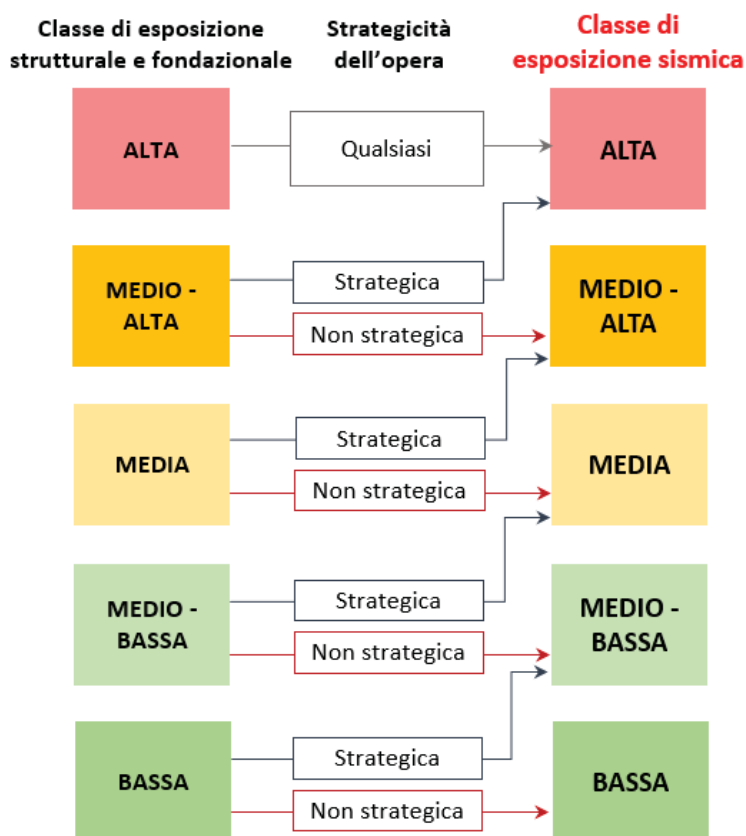 Classe di esposizione
strutturale e fondazionale
Strategicità
dell'opera
Classe di
esposizione sismica
ALTA
Qualsiasi
ALTA
MEDIO -
ALTA
Strategica
Non strategica
MEDIO -
ALTA
MEDIA
Strategica
Non strategica
MEDIA
MEDIO -
BASSA
Strategica
Non strategica
MEDIO -
BASSA
BASSA
Strategica
Non strategica
BASSA